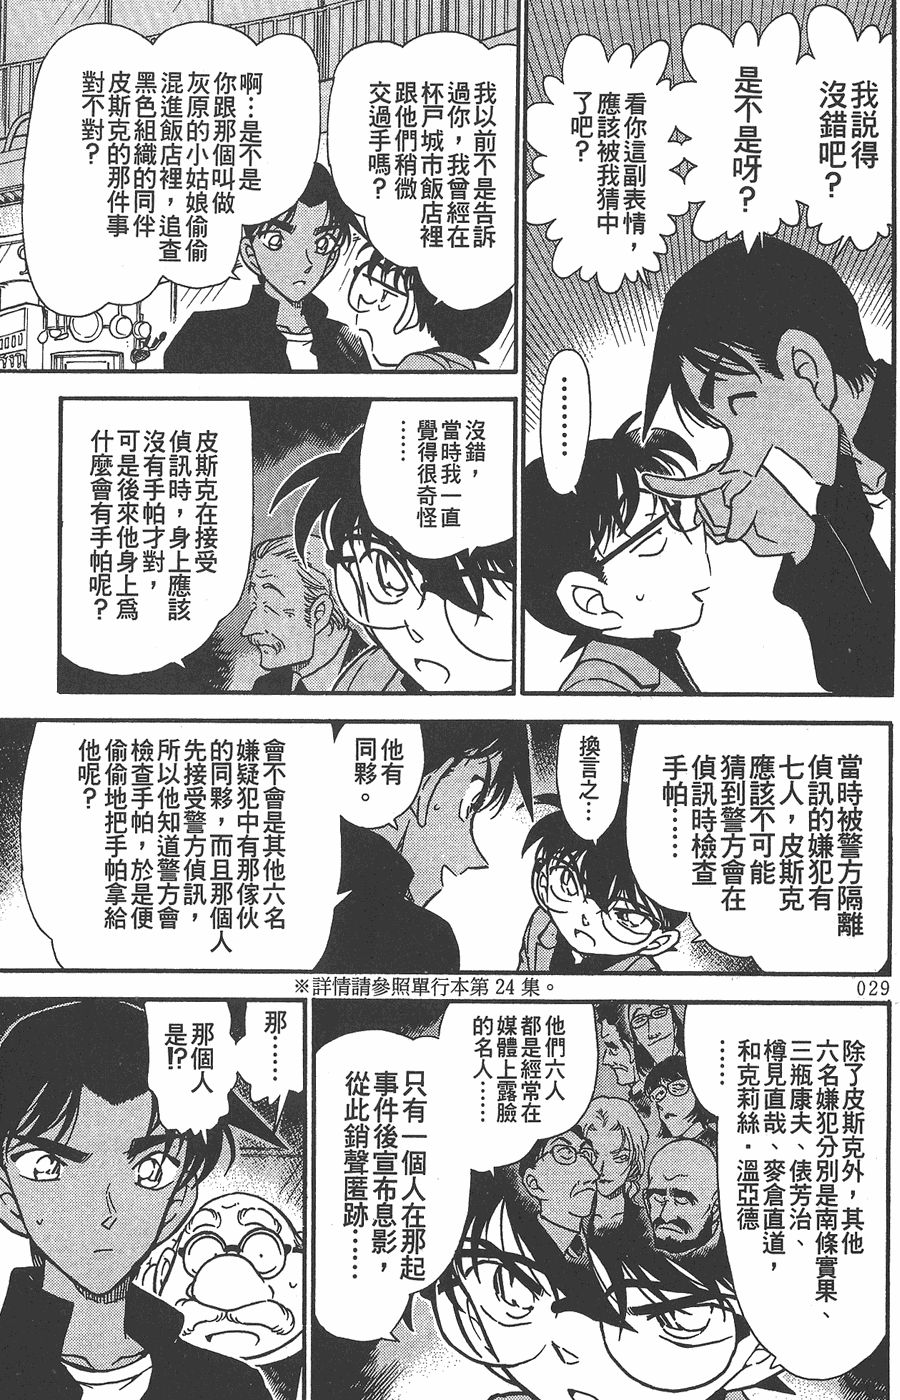 我說得
沒錯吧?
是不是呀?
看你這副表情,
應該被我猜中
了吧?
………
我以前不是告訴
過你,我曾經在
杯戶城市飯店裡
跟他們稍微
交過手嗎?
啊…是不是
你跟那個叫做
灰原的小姑娘偷偷
混進飯店裡,追查
黑色組織的同伴
皮斯克的那件事
對不對?
沒錯,
當時我一直
覺得很奇怪
……
皮斯克在接受
偵訊時,身上應該
沒有手帕才對,
可是後來他身上為
什麼會有手帕呢?
當時被警方隔離
偵訊的嫌犯有
七人,皮斯克
應該不可能
猜到警方會在
偵訊時檢查
手帕……
換言之…
他有
同夥。
會不會是其他六名
嫌疑犯中有那傢伙
的同夥,而且那個人
先接受警方偵訊,
所以他知道警方會
檢查手帕,於是便
偷偷地把手帕拿給
他呢?
※詳情請參照單行本第24集。
029
除了皮斯克外,其他
六名嫌犯分別是南條實果、
三瓶康夫、俵芳治、
樽見直哉、麥倉直道,
和克莉絲.溫亞德
……
他們六人
都是經常在
媒體上露臉
的名人……
只有一個人在那起
事件後宣布息影,
從此銷聲匿跡……
那……
那個人
是!?